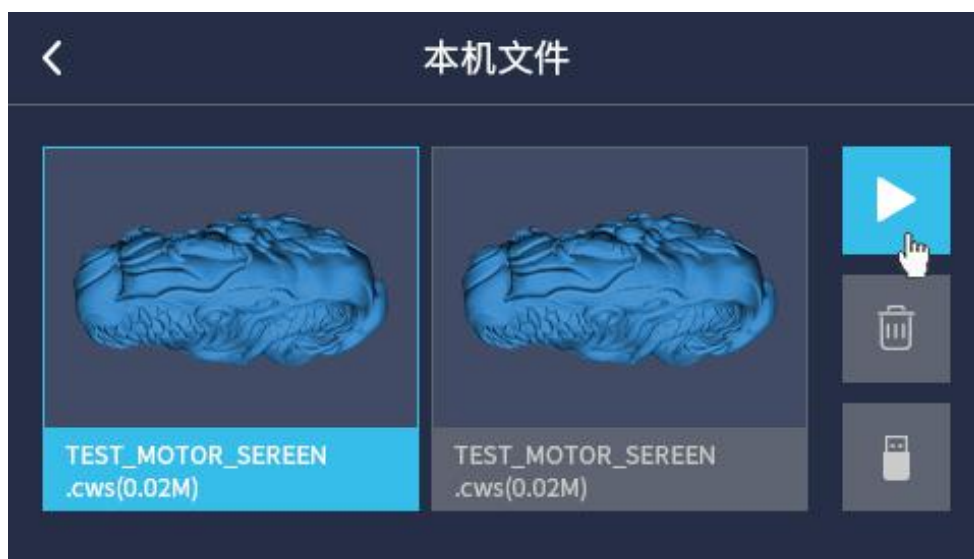 本机文件
TEST_MOTOR_SEREEN
.cws(0.02M)
TEST_MOTOR_SEREEN
.cws(0.02M)